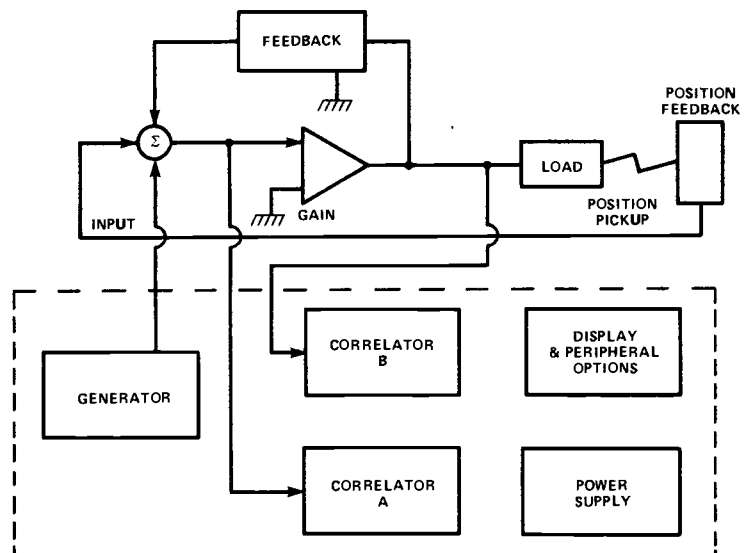 FEEDBACK
POSITION
FEEDBACK
Σ
LOAD
GAIN
INPUT
POSITION
PICKUP
CORRELATOR
B
DISPLAY
& PERIPHERAL
OPTIONS
GENERATOR
CORRELATOR
A
POWER
SUPPLY